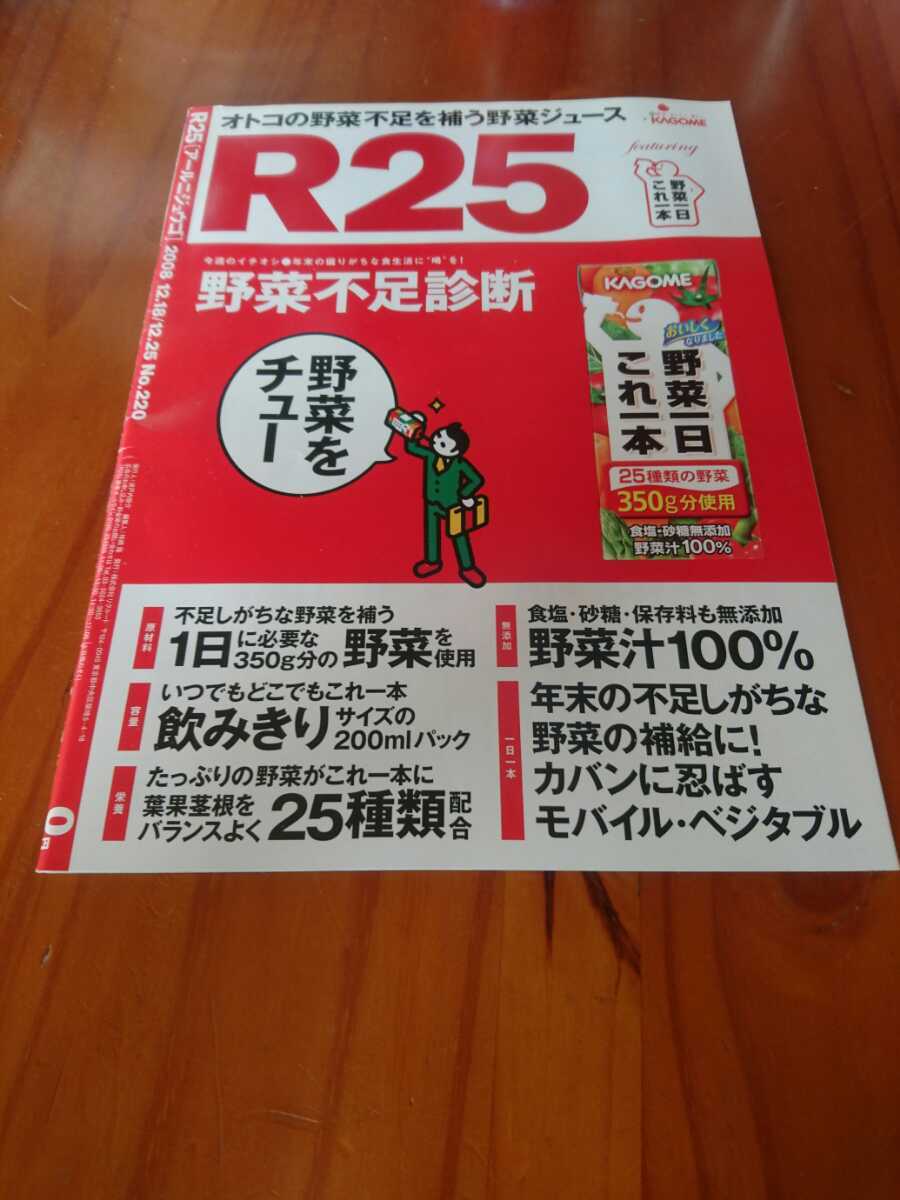 オトコの野菜不足を補う野菜ジュース
KAGOME
R25
featuring
野菜一日
これ一本
今週のイチオシ●年末の偏りがちな食生活に"喝"を!
野菜不足診断
野菜を
チュー
KAGOME
おいしく
なりました
野菜一日
これ一本
25種類の野菜
350g分使用
食塩・砂糖無添加
野菜汁100%
原材料
不足しがちな野菜を補う
1日に必要な350g分の野菜を使用
容量
いつでもどこでもこれ一本
飲みきりサイズの200mlパック
栄養
たっぷりの野菜がこれ一本に
葉果茎根をバランスよく25種類配合
無添加
食塩・砂糖・保存料も無添加
野菜汁100%
一日一本
年末の不足しがちな
野菜の補給に!
カバンに忍ばす
モバイル・ベジタブル
R25[アールニジュウゴ] 2008 12.18/12.25 No.220
0円